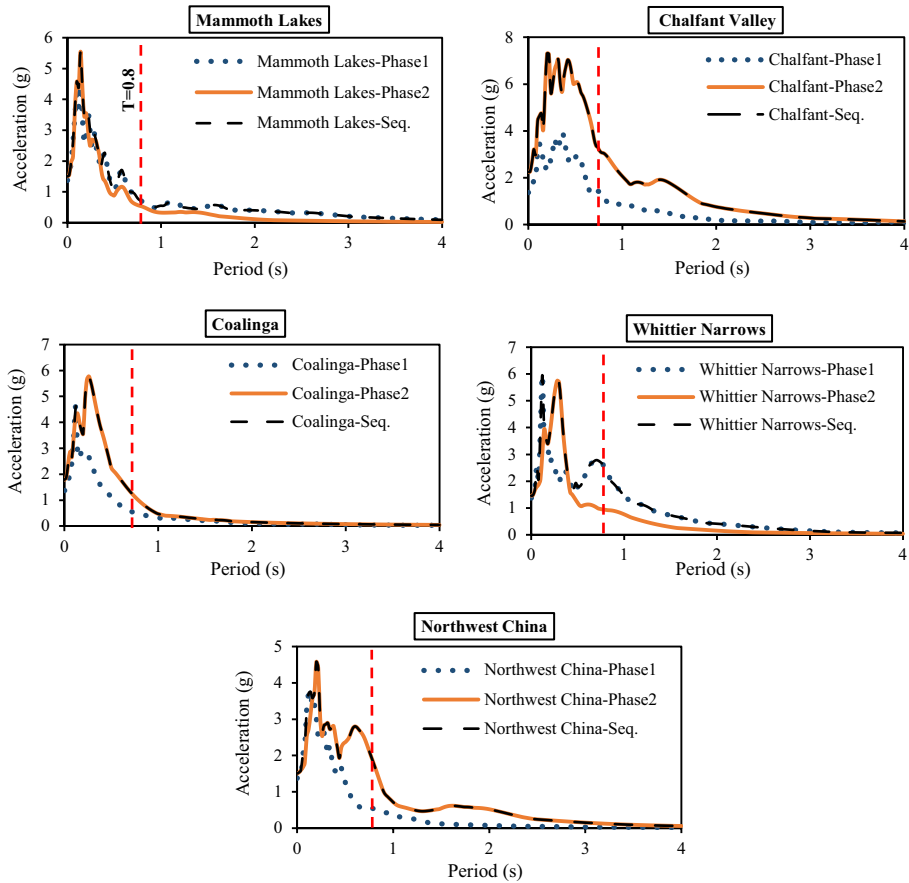 Mammoth Lakes
Acceleration (g)
6
5
4
3
2
1
0
T=0.8
Mammoth Lakes-Phase1
Mammoth Lakes-Phase2
Mammoth Lakes-Seq.
0 1 2 3 4
Period (s)
Chalfant Valley
Acceleration (g)
8
6
4
2
0
Chalfant-Phase1
Chalfant-Phase2
Chalfant-Seq.
0 1 2 3 4
Period (s)
Coalinga
Acceleration (g)
7
6
5
4
3
2
1
0
Coalinga-Phase1
Coalinga-Phase2
Coalinga-Seq.
0 1 2 3 4
Period (s)
Whittier Narrows
Acceleration (g)
7
6
5
4
3
2
1
0
Whittier Narrows-Phase1
Whittier Narrows-Phase2
Whittier Narrows-Seq.
0 1 2 3 4
Period (s)
Northwest China
Acceleration (g)
5
4
3
2
1
0
Northwest China-Phase1
Northwest China-Phase2
Northwest China-Seq.
0 1 2 3 4
Period (s)